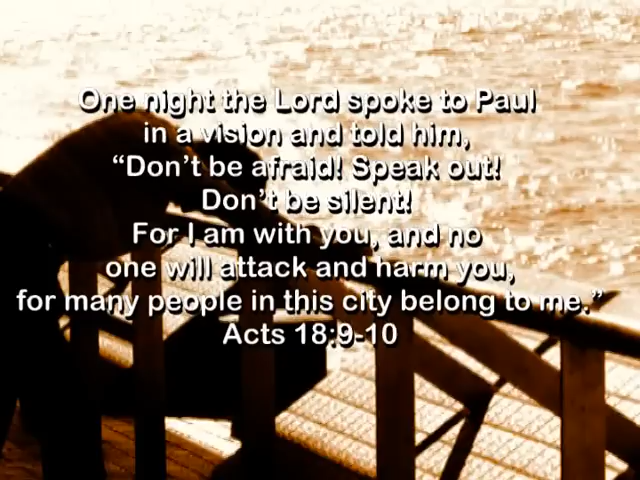 One night the Lord spoke to Paul
in a vision and told him,
“Don’t be afraid! Speak out!
Don’t be silent!
For I am with you, and no
one will attack and harm you,
for many people in this city belong to me.”
Acts 18:9-10